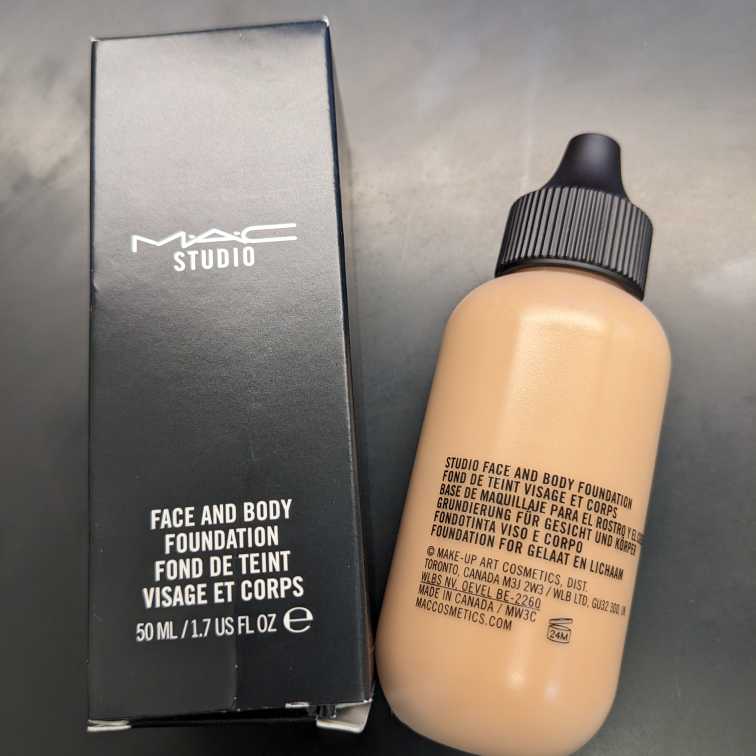 M·A·C
STUDIO
FACE AND BODY
FOUNDATION
FOND DE TEINT
VISAGE ET CORPS
50 ML / 1.7 US FL OZ ℮
STUDIO FACE AND BODY FOUNDATION
FOND DE TEINT VISAGE ET CORPS
BASE DE MAQUILLAJE PARA EL ROSTRO Y EL
GRUNDIERUNG FÜR GESICHT UND KÖRPER
FONDOTINTA VISO E CORPO
FOUNDATION FOR GELAAT EN LICHAAM
© MAKE-UP ART COSMETICS, DIST.
TORONTO, CANADA M3J 2W3 / WLB LTD, GU32 3DD, UK
WLBS NV. DEVEL BE-2260
MADE IN CANADA / MW3C
MACCOSMETICS.COM
24M